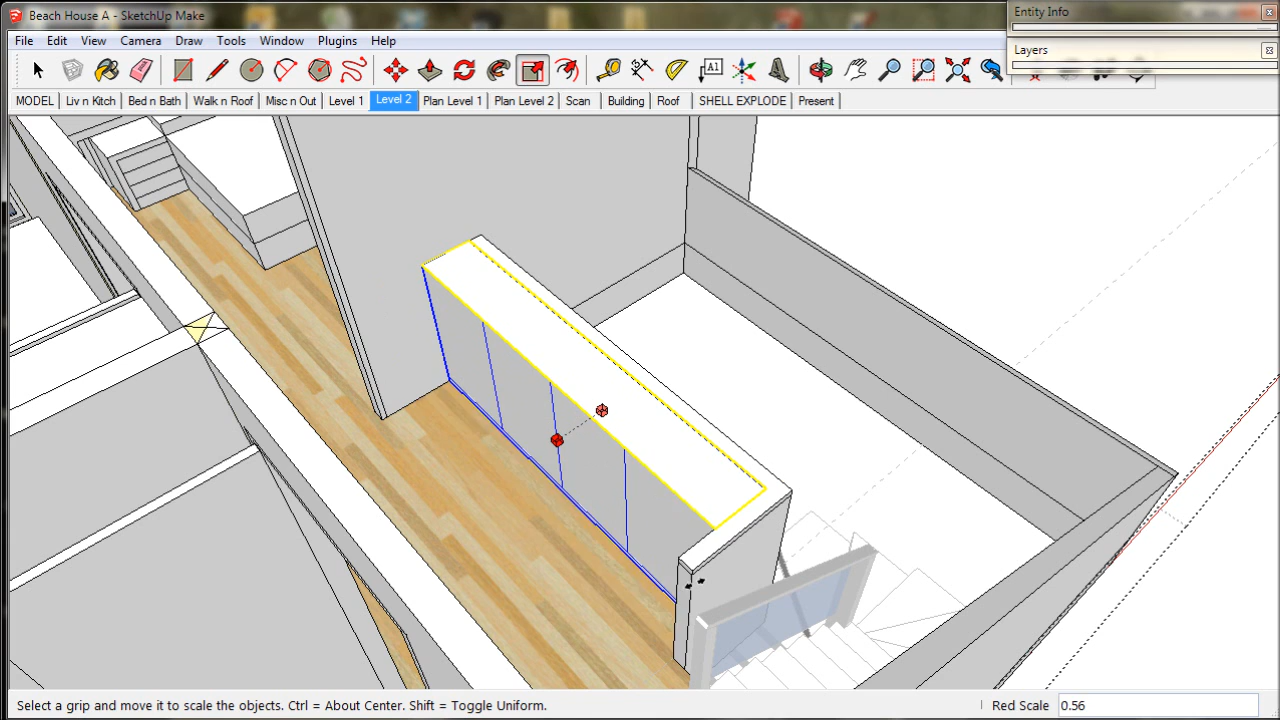 Beach House A - SketchUp Make
Entity Info
File Edit View Camera Draw Tools Window Plugins Help
Layers
A1
MODEL Liv n Kitch Bed n Bath Walk n Roof Misc n Out Level 1 Level 2 Plan Level 1 Plan Level 2 Scan Building Roof SHELL EXPLODE Present
Select a grip and move it to scale the objects. Ctrl = About Center. Shift = Toggle Uniform.
Red Scale 0.56